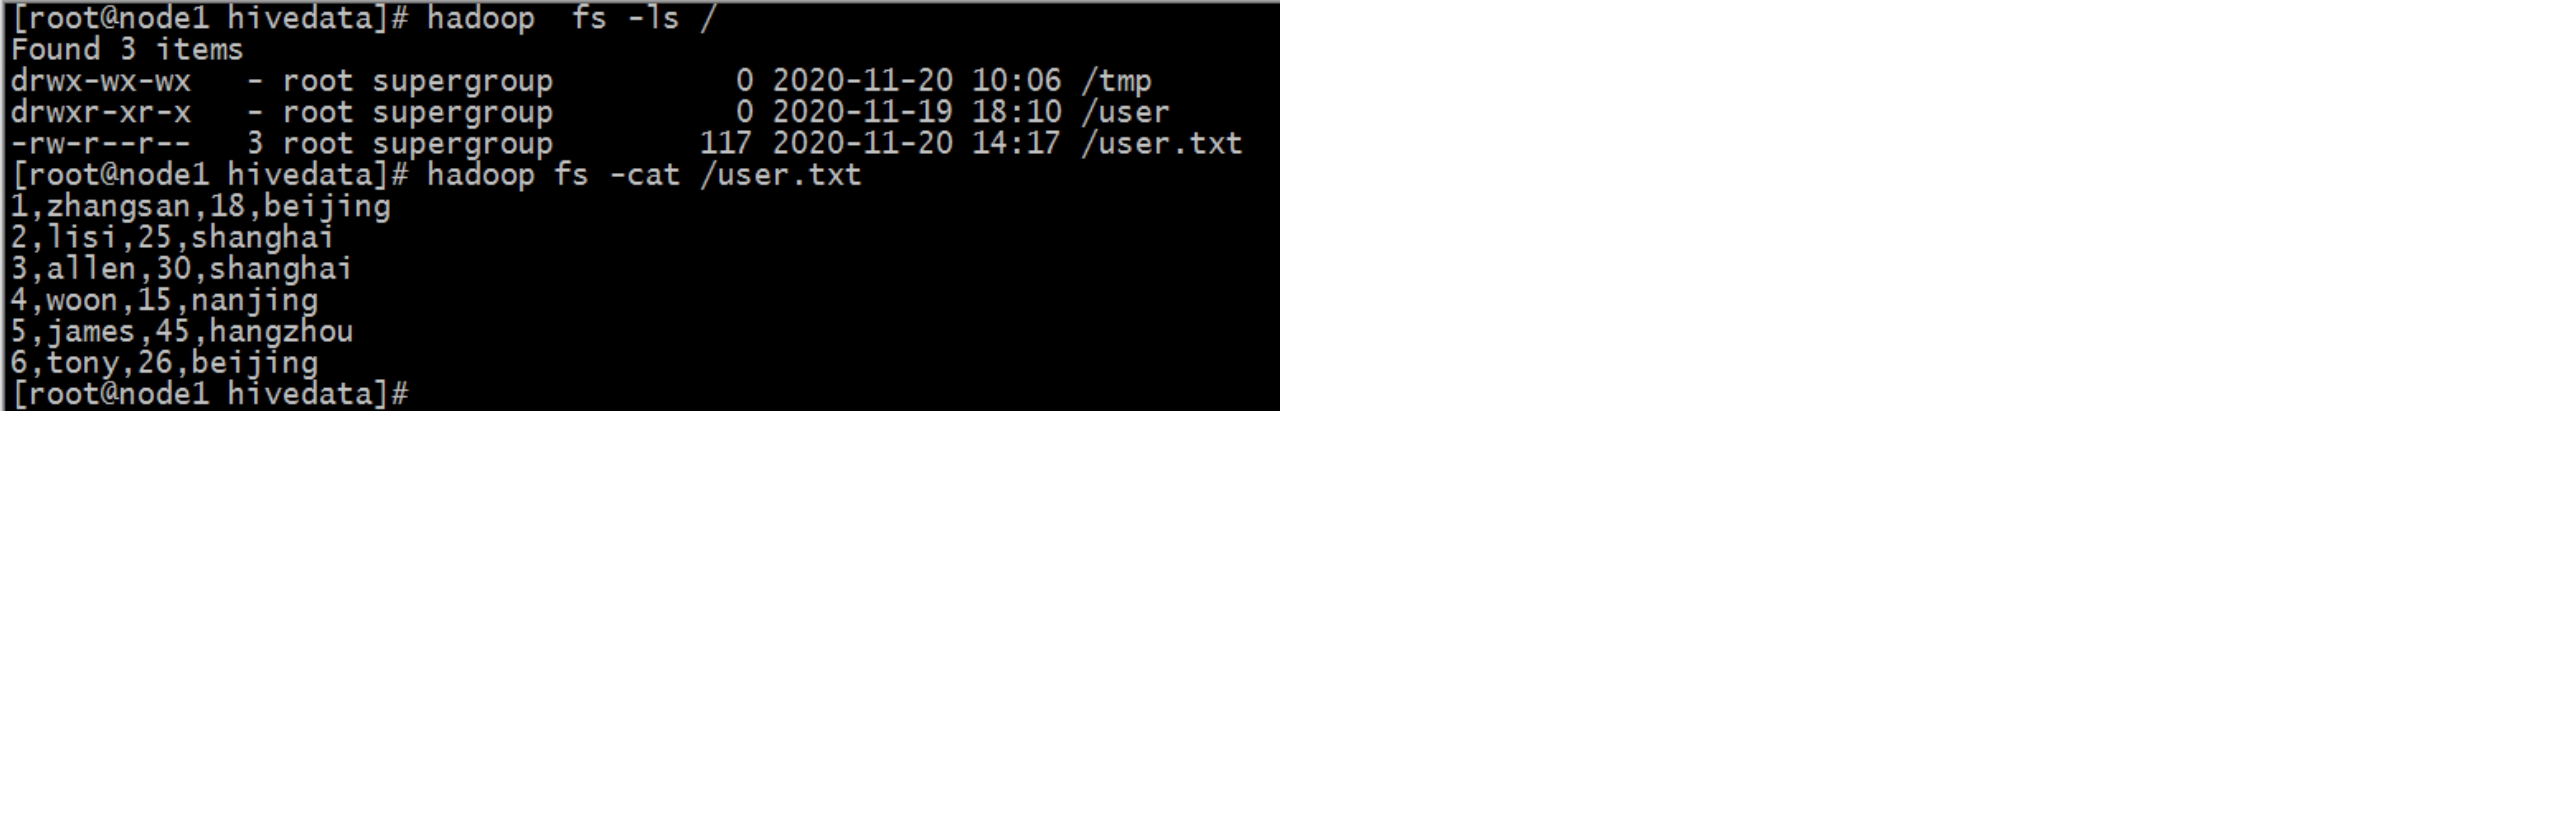 [root@node1 hivedata]# hadoop  fs -ls /
Found 3 items
drwx-wx-wx   - root supergroup          0 2020-11-20 10:06 /tmp
drwxr-xr-x   - root supergroup          0 2020-11-19 18:10 /user
-rw-r--r--   3 root supergroup        117 2020-11-20 14:17 /user.txt
[root@node1 hivedata]# hadoop fs -cat /user.txt
1,zhangsan,18,beijing
2,lisi,25,shanghai
3,allen,30,shanghai
4,woon,15,nanjing
5,james,45,hangzhou
6,tony,26,beijing
[root@node1 hivedata]#